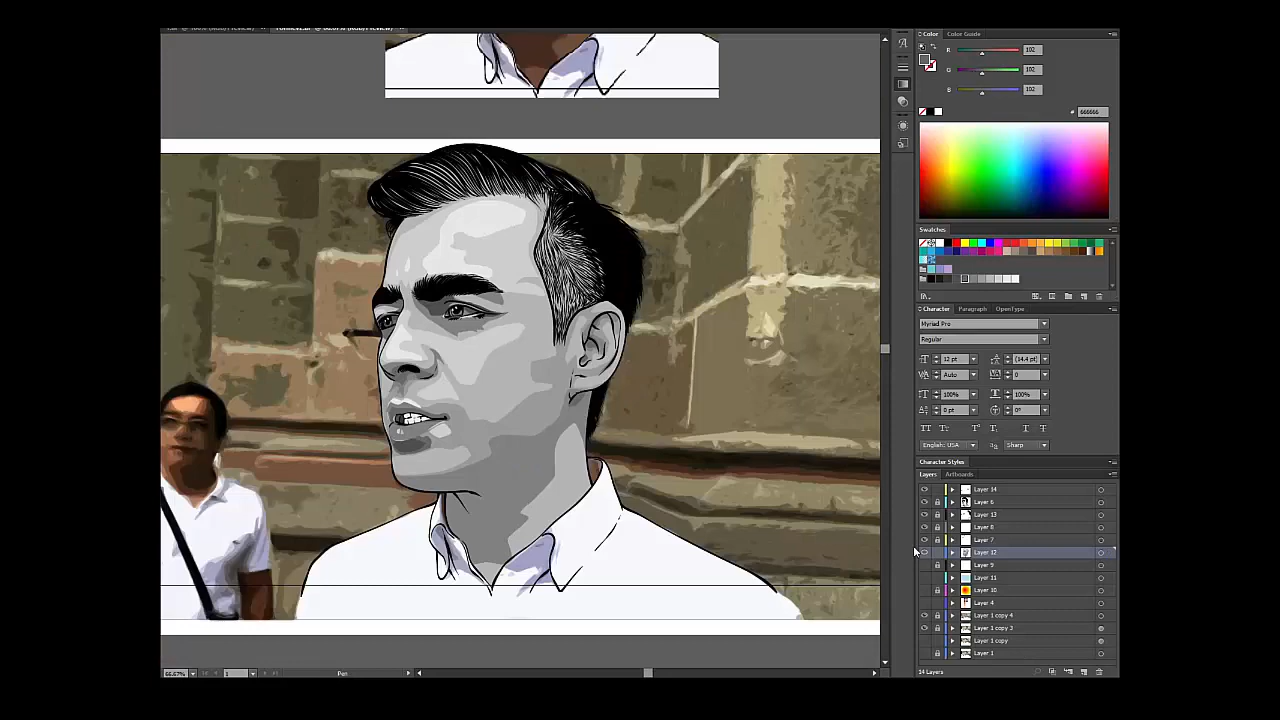 Color Color Guide
R 102
G 102
B 102
# 666666
Swatches
Character Paragraph OpenType
Myriad Pro
Regular
12 pt (14.4 pt)
Auto 0
100% 100%
0 pt 0°
English: USA Sharp
Character Styles
Layers Artboards
Layer 14
Layer 6
Layer 13
Layer 8
Layer 7
Layer 12
Layer 9
Layer 11
Layer 10
Layer 4
Layer 1 copy 4
Layer 1 copy 3
Layer 1 copy
Layer 1
14 Layers
66.67% 1 Pen